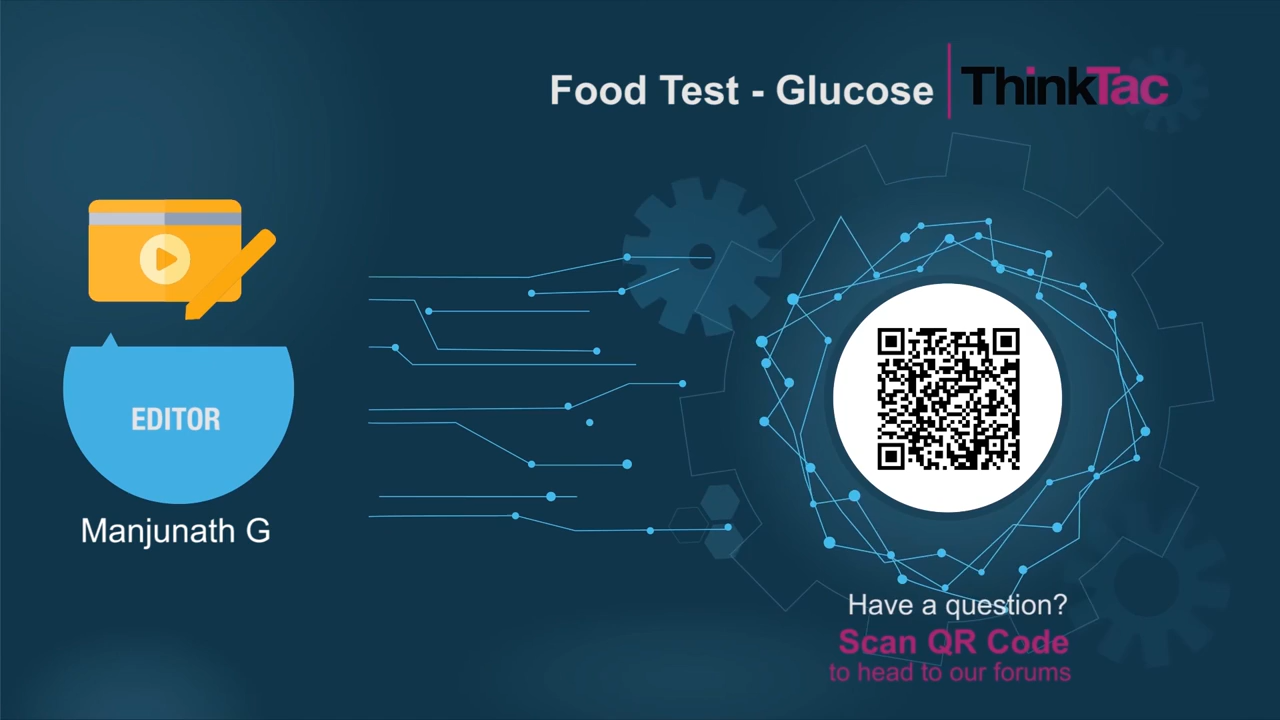 Food Test - Glucose
ThinkTac
EDITOR
Manjunath G
Have a question?
Scan QR Code
to head to our forums